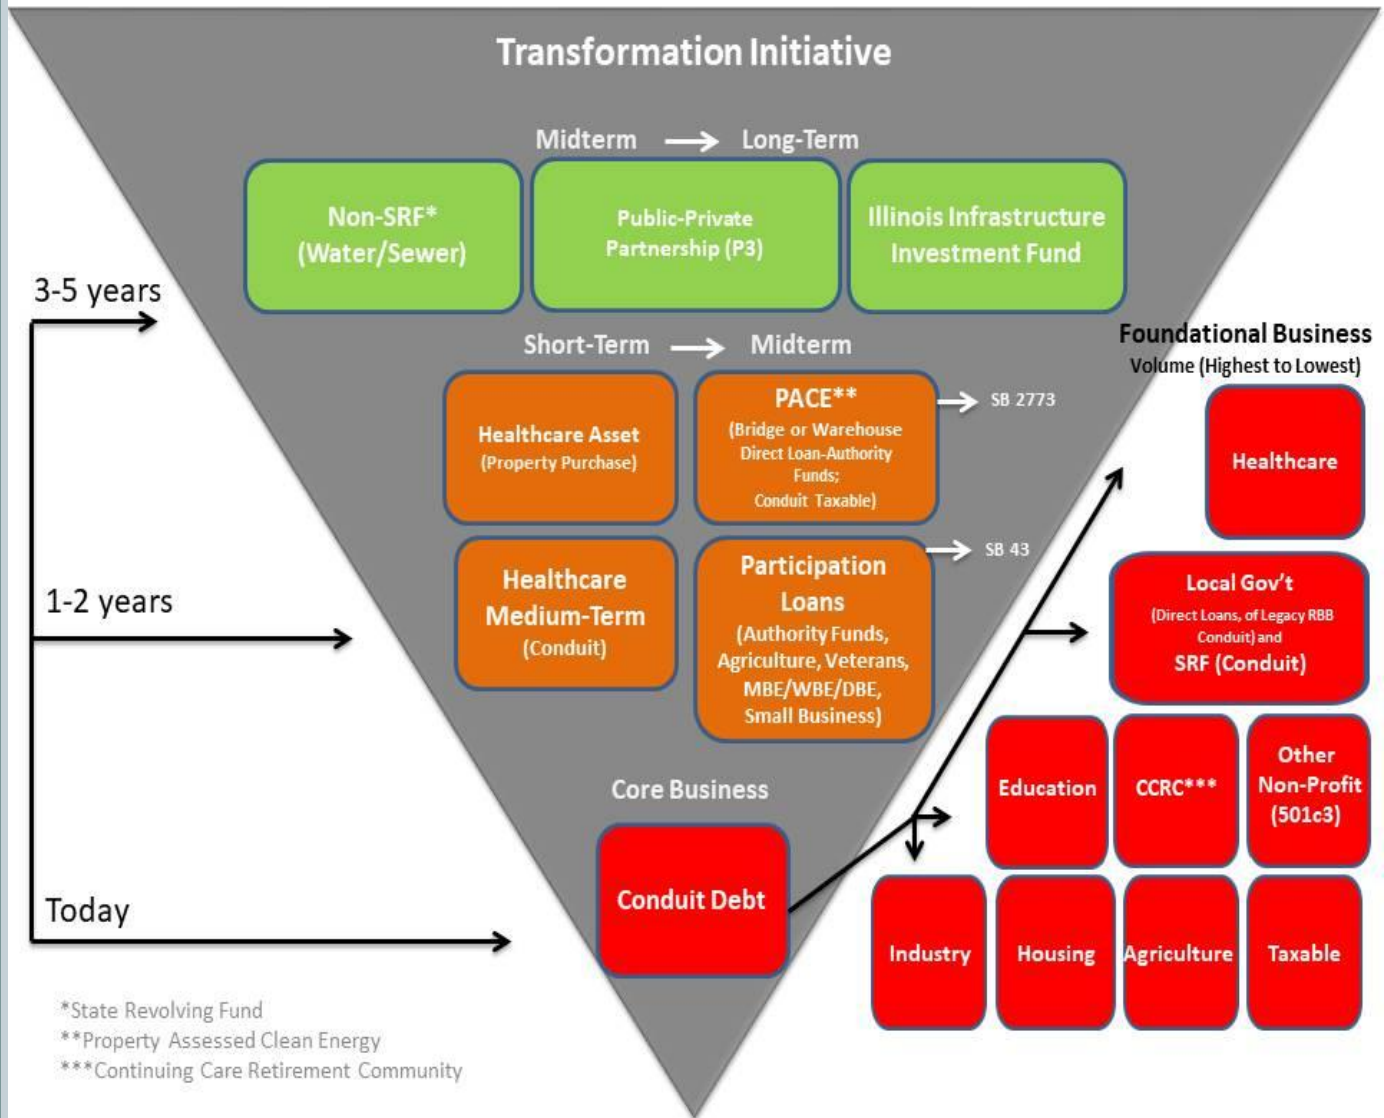 Transformation Initiative
Midterm
Long-Term
Non-SRF*
(Water/Sewer)
Public-Private
Partnership (P3)
Illinois Infrastructure
Investment Fund
3-5 years
Short-Term
Midterm
Healthcare Asset
(Property Purchase)
PACE**
(Bridge or Warehouse
Direct Loan-Authority
Funds;
Conduit Taxable)
SB 2773
Healthcare
Medium-Term
(Conduit)
Participation
Loans
(Authority Funds,
Agriculture, Veterans,
MBE/WBE/DBE,
Small Business)
SB 43
1-2 years
Core Business
Conduit Debt
Today
Foundational Business
Volume (Highest to Lowest)
Healthcare
Local Gov’t
(Direct Loans, of Legacy RBB
Conduit) and
SRF (Conduit)
Education
CCRC***
Other
Non-Profit
(501c3)
Industry
Housing
Agriculture
Taxable
*State Revolving Fund
**Property Assessed Clean Energy
***Continuing Care Retirement Community